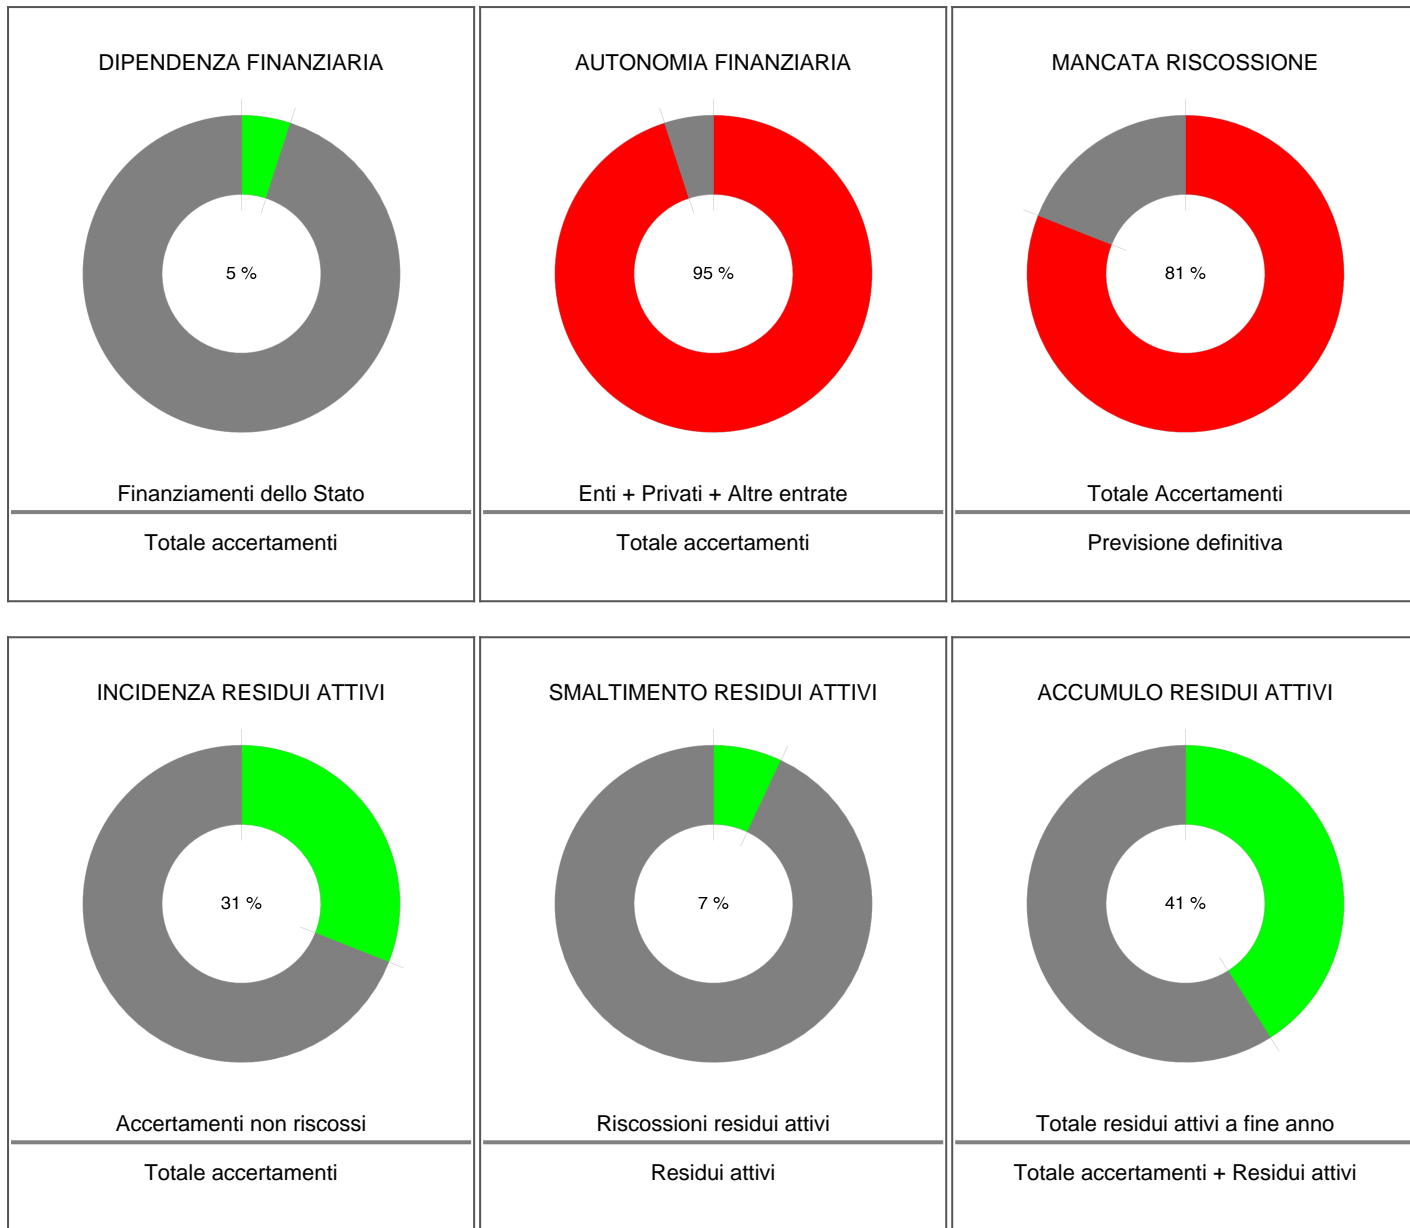 DIPENDENZA FINANZIARIA
5 %
Finanziamenti dello Stato
Totale accertamenti
AUTONOMIA FINANZIARIA
95 %
Enti + Privati + Altre entrate
Totale accertamenti
MANCATA RISCOSSIONE
81 %
Totale Accertamenti
Previsione definitiva
INCIDENZA RESIDUI ATTIVI
31 %
Accertamenti non riscossi
Totale accertamenti
SMALTIMENTO RESIDUI ATTIVI
7 %
Riscossioni residui attivi
Residui attivi
ACCUMULO RESIDUI ATTIVI
41 %
Totale residui attivi a fine anno
Totale accertamenti + Residui attivi